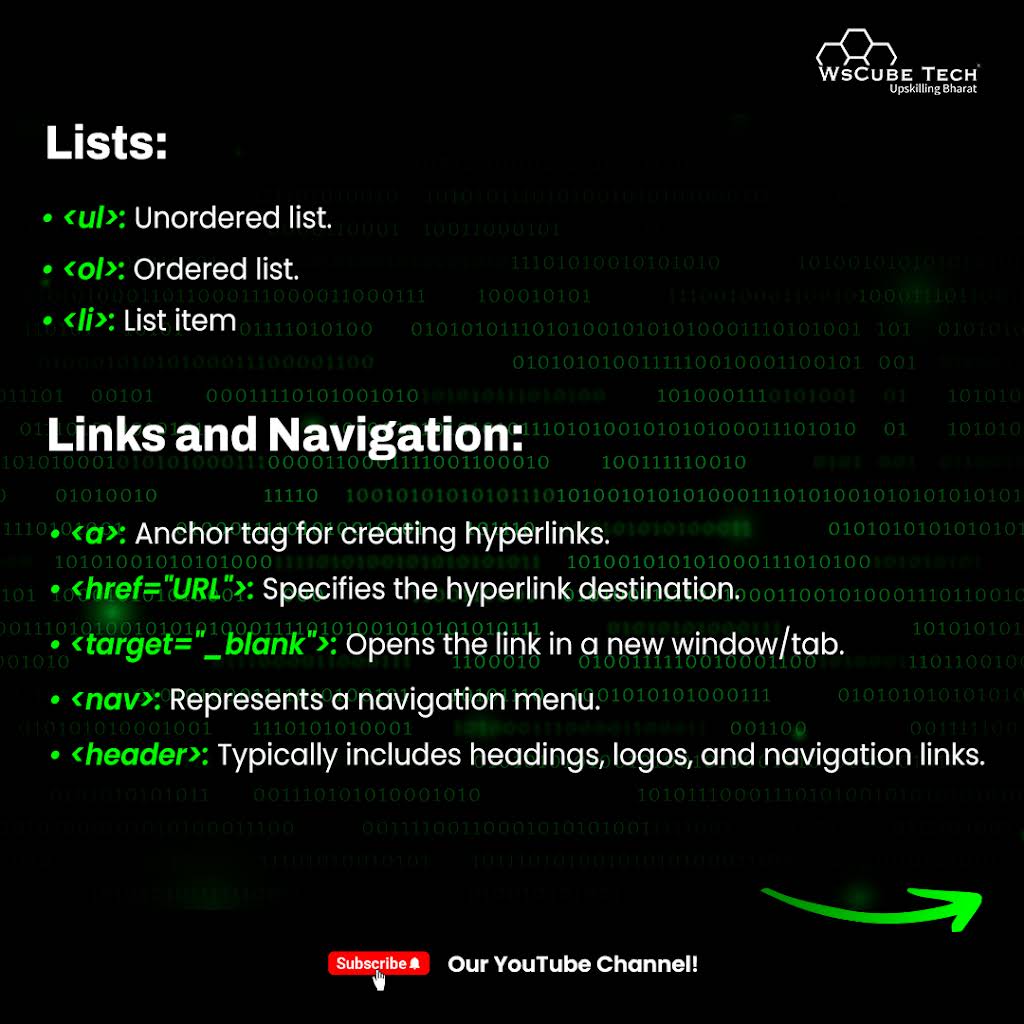 WsCube Tech
Upskilling Bharat
Lists:
• <ul>: Unordered list.
• <ol>: Ordered list.
• <li>: List item
Links and Navigation:
• <a>: Anchor tag for creating hyperlinks.
• <href="URL">: Specifies the hyperlink destination.
• <target="_blank">: Opens the link in a new window/tab.
• <nav>: Represents a navigation menu.
• <header>: Typically includes headings, logos, and navigation links.
Subscribe Our YouTube Channel!